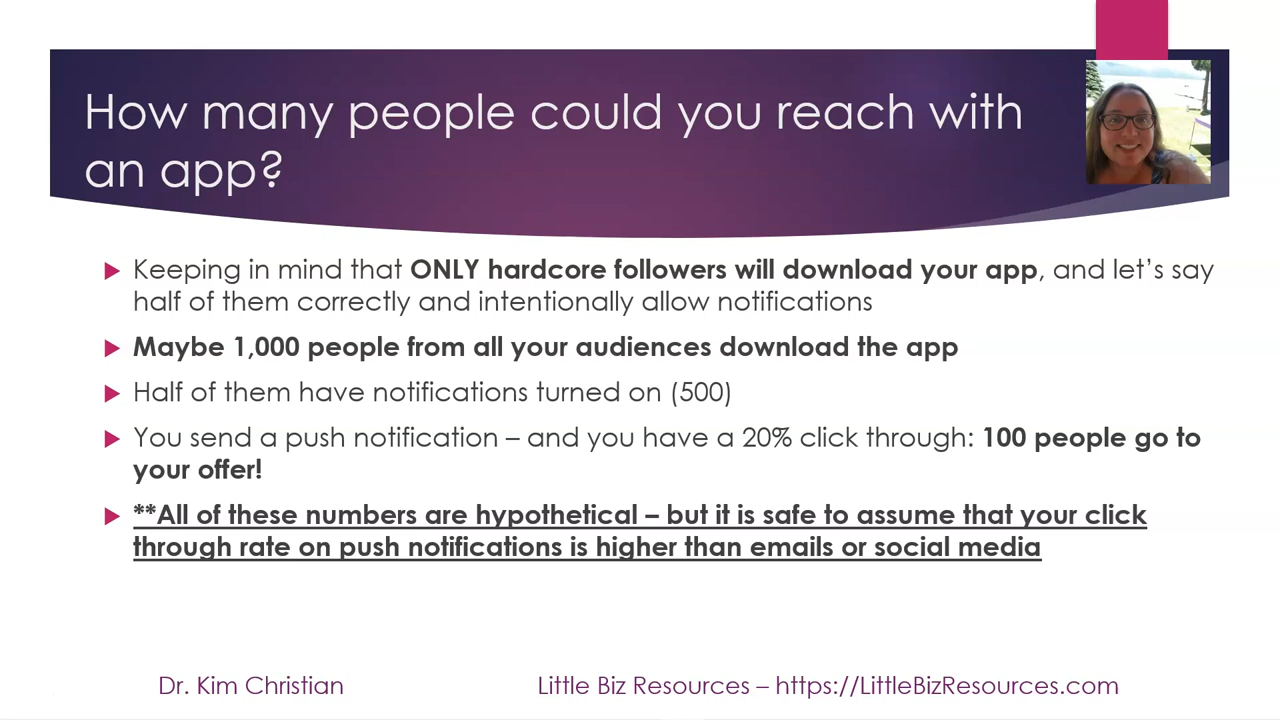 How many people could you reach with
an app?
Keeping in mind that ONLY hardcore followers will download your app, and let’s say
half of them correctly and intentionally allow notifications
Maybe 1,000 people from all your audiences download the app
Half of them have notifications turned on (500)
You send a push notification – and you have a 20% click through: 100 people go to
your offer!
**All of these numbers are hypothetical – but it is safe to assume that your click
through rate on push notifications is higher than emails or social media
Dr. Kim Christian
Little Biz Resources – https://LittleBizResources.com